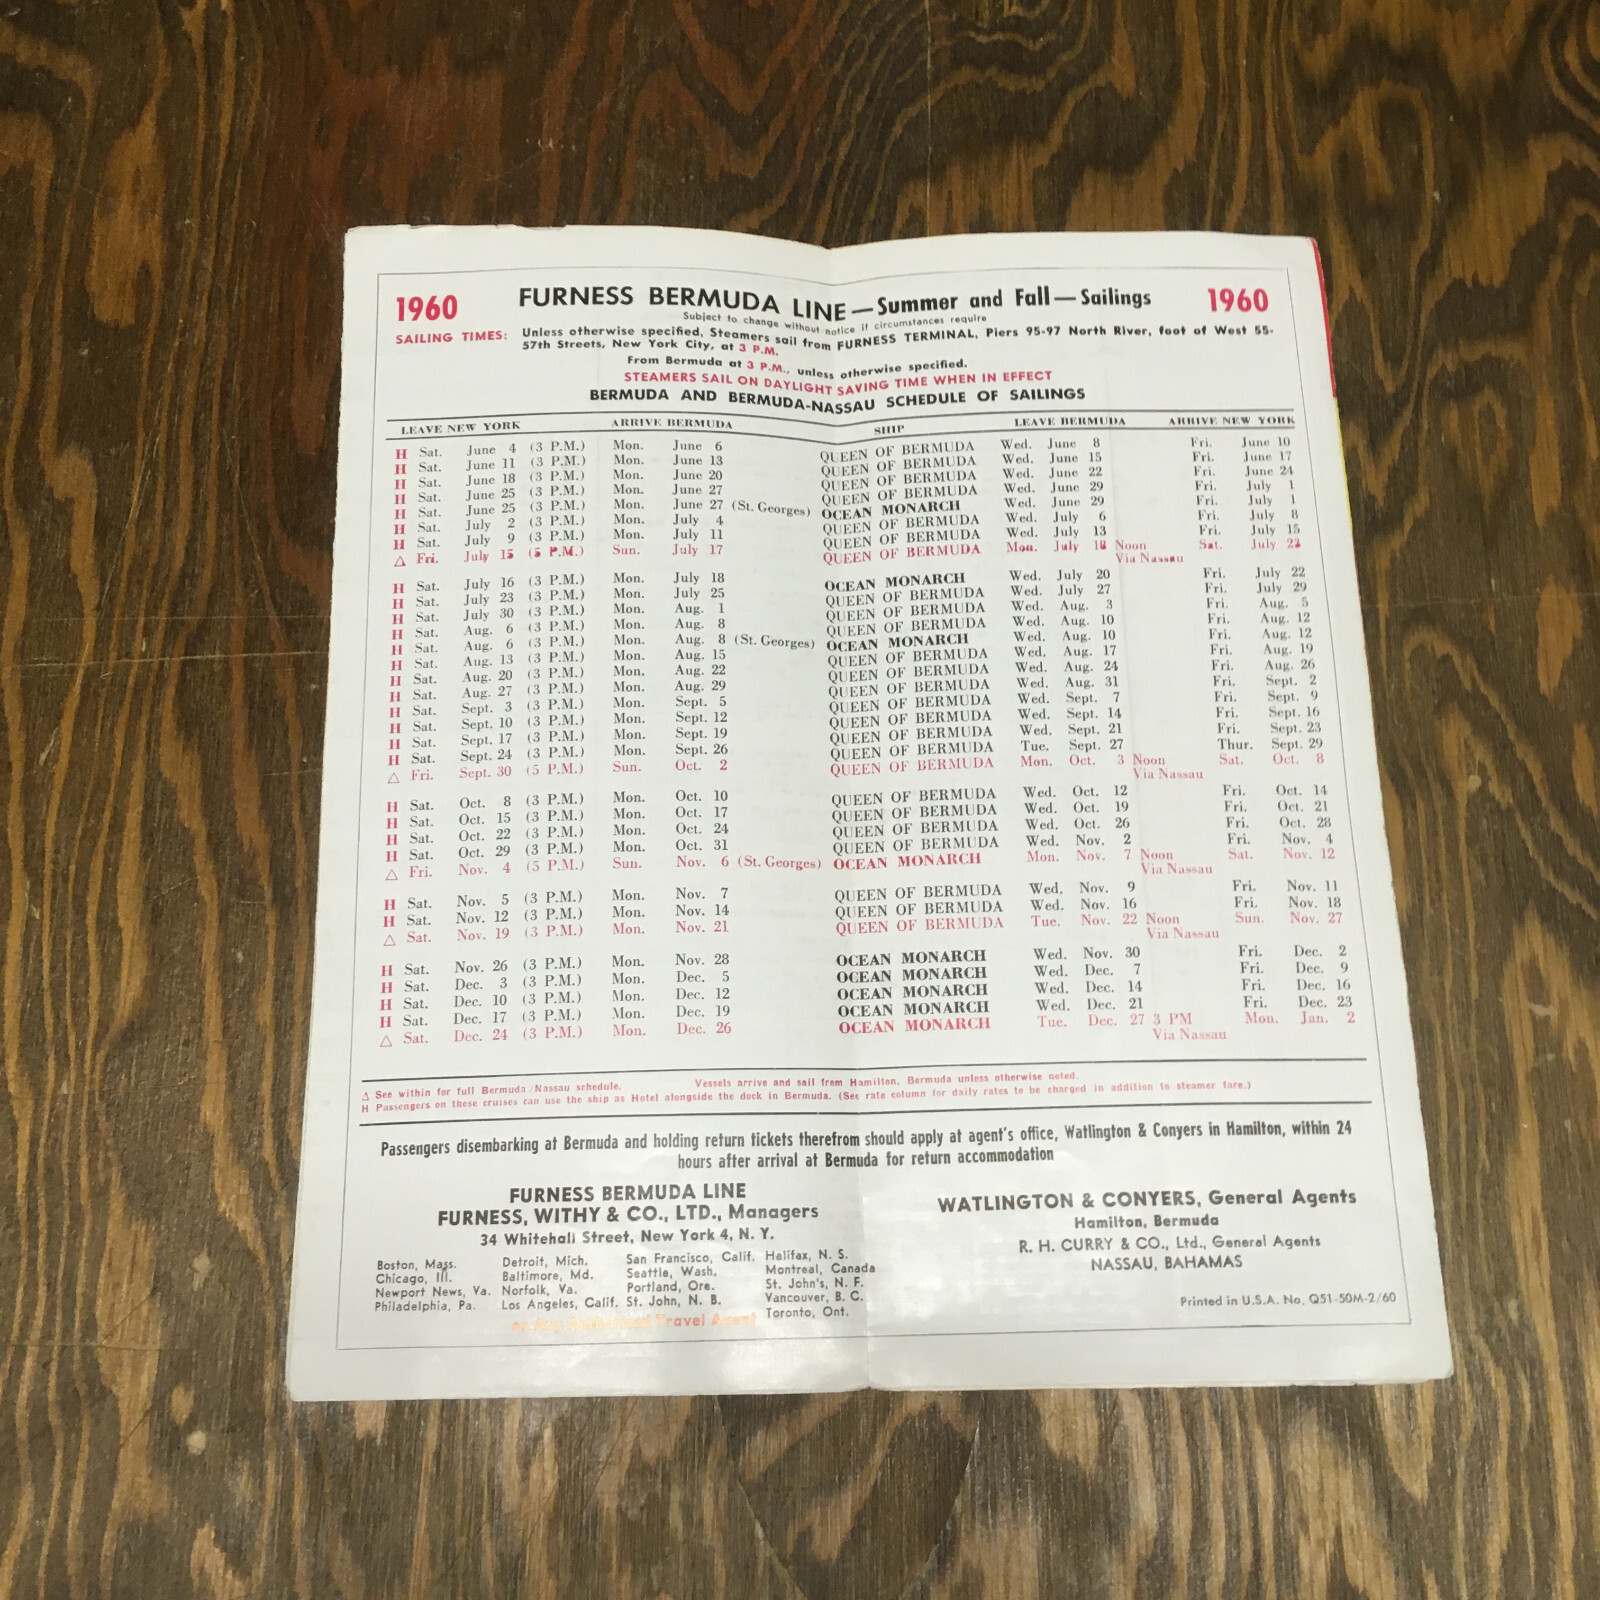 1960 FURNESS BERMUDA LINE—Summer and Fall—Sailings 1960
Subject to change without notice if circumstances require
SAILING TIMES: Unless otherwise specified, Steamers sail from FURNESS TERMINAL, Piers 95-97 North River, foot of West 55-
57th Streets, New York City, at 3 P.M.
From Bermuda at 3 P.M., unless otherwise specified.
STEAMERS SAIL ON DAYLIGHT SAVING TIME WHEN IN EFFECT
BERMUDA AND BERMUDA-NASSAU SCHEDULE OF SAILINGS
LEAVE NEW YORK ARRIVE BERMUDA SHIP LEAVE BERMUDA ARRIVE NEW YORK
H Sat. June 4 (3 P.M.) Mon. June 6 QUEEN OF BERMUDA Wed. June 8 Fri. June 10
H Sat. June 11 (3 P.M.) Mon. June 13 QUEEN OF BERMUDA Wed. June 15 Fri. June 17
H Sat. June 18 (3 P.M.) Mon. June 20 QUEEN OF BERMUDA Wed. June 22 Fri. June 24
H Sat. June 25 (3 P.M.) Mon. June 27 QUEEN OF BERMUDA Wed. June 29 Fri. July 1
H Sat. June 25 (3 P.M.) Mon. June 27 (St. Georges) OCEAN MONARCH Wed. June 29 Fri. July 1
H Sat. July 2 (3 P.M.) Mon. July 4 QUEEN OF BERMUDA Wed. July 6 Fri. July 8
H Sat. July 9 (3 P.M.) Mon. July 11 QUEEN OF BERMUDA Wed. July 13 Fri. July 15
△ Fri. July 15 (5 P.M.) Sun. July 17 QUEEN OF BERMUDA Mon. July 18 Noon Sat. July 23
Via Nassau
H Sat. July 16 (3 P.M.) Mon. July 18 OCEAN MONARCH Wed. July 20 Fri. July 22
H Sat. July 23 (3 P.M.) Mon. July 25 QUEEN OF BERMUDA Wed. July 27 Fri. July 29
H Sat. July 30 (3 P.M.) Mon. Aug. 1 QUEEN OF BERMUDA Wed. Aug. 3 Fri. Aug. 5
H Sat. Aug. 6 (3 P.M.) Mon. Aug. 8 QUEEN OF BERMUDA Wed. Aug. 10 Fri. Aug. 12
H Sat. Aug. 6 (3 P.M.) Mon. Aug. 8 (St. Georges) OCEAN MONARCH Wed. Aug. 10 Fri. Aug. 12
H Sat. Aug. 13 (3 P.M.) Mon. Aug. 15 QUEEN OF BERMUDA Wed. Aug. 17 Fri. Aug. 19
H Sat. Aug. 20 (3 P.M.) Mon. Aug. 22 QUEEN OF BERMUDA Wed. Aug. 24 Fri. Aug. 26
H Sat. Aug. 27 (3 P.M.) Mon. Aug. 29 QUEEN OF BERMUDA Wed. Aug. 31 Fri. Sept. 2
H Sat. Sept. 3 (3 P.M.) Mon. Sept. 5 QUEEN OF BERMUDA Wed. Sept. 7 Fri. Sept. 9
H Sat. Sept. 10 (3 P.M.) Mon. Sept. 12 QUEEN OF BERMUDA Wed. Sept. 14 Fri. Sept. 16
H Sat. Sept. 17 (3 P.M.) Mon. Sept. 19 QUEEN OF BERMUDA Wed. Sept. 21 Fri. Sept. 23
H Sat. Sept. 24 (3 P.M.) Mon. Sept. 26 QUEEN OF BERMUDA Tue. Sept. 27 Thur. Sept. 29
△ Fri. Sept. 30 (5 P.M.) Sun. Oct. 2 QUEEN OF BERMUDA Mon. Oct. 3 Noon Sat. Oct. 8
Via Nassau
H Sat. Oct. 8 (3 P.M.) Mon. Oct. 10 QUEEN OF BERMUDA Wed. Oct. 12 Fri. Oct. 14
H Sat. Oct. 15 (3 P.M.) Mon. Oct. 17 QUEEN OF BERMUDA Wed. Oct. 19 Fri. Oct. 21
H Sat. Oct. 22 (3 P.M.) Mon. Oct. 24 QUEEN OF BERMUDA Wed. Oct. 26 Fri. Oct. 28
H Sat. Oct. 29 (3 P.M.) Mon. Oct. 31 QUEEN OF BERMUDA Wed. Nov. 2 Fri. Nov. 4
△ Fri. Nov. 4 (5 P.M.) Sun. Nov. 6 (St. Georges) OCEAN MONARCH Mon. Nov. 7 Noon Sat. Nov. 12
Via Nassau
H Sat. Nov. 5 (3 P.M.) Mon. Nov. 7 QUEEN OF BERMUDA Wed. Nov. 9 Fri. Nov. 11
H Sat. Nov. 12 (3 P.M.) Mon. Nov. 14 QUEEN OF BERMUDA Wed. Nov. 16 Fri. Nov. 18
△ Sat. Nov. 19 (3 P.M.) Mon. Nov. 21 QUEEN OF BERMUDA Tue. Nov. 22 Noon Sun. Nov. 27
Via Nassau
H Sat. Nov. 26 (3 P.M.) Mon. Nov. 28 OCEAN MONARCH Wed. Nov. 30 Fri. Dec. 2
H Sat. Dec. 3 (3 P.M.) Mon. Dec. 5 OCEAN MONARCH Wed. Dec. 7 Fri. Dec. 9
H Sat. Dec. 10 (3 P.M.) Mon. Dec. 12 OCEAN MONARCH Wed. Dec. 14 Fri. Dec. 16
H Sat. Dec. 17 (3 P.M.) Mon. Dec. 19 OCEAN MONARCH Wed. Dec. 21 Fri. Dec. 23
△ Sat. Dec. 24 (3 P.M.) Mon. Dec. 26 OCEAN MONARCH Tue. Dec. 27 3 PM Mon. Jan. 2
Via Nassau
△ See within for full Bermuda/Nassau schedule. Vessels arrive and sail from Hamilton, Bermuda unless otherwise noted.
H Passengers on these cruises can use the ship as Hotel alongside the dock in Bermuda. (See rate column for daily rates to be charged in addition to steamer fare.)
Passengers disembarking at Bermuda and holding return tickets therefrom should apply at agent's office, Watlington & Conyers in Hamilton, within 24
hours after arrival at Bermuda for return accommodation
FURNESS BERMUDA LINE
FURNESS, WITHY & CO., LTD., Managers
34 Whitehall Street, New York 4, N. Y.
Boston, Mass. Detroit, Mich. San Francisco, Calif. Halifax, N. S.
Chicago, Ill. Baltimore, Md. Seattle, Wash. Montreal, Canada
Newport News, Va. Norfolk, Va. Portland, Ore. St. John's, N. F.
Philadelphia, Pa. Los Angeles, Calif. St. John, N. B. Vancouver, B. C.
Toronto, Ont.
or Any Authorized Travel Agent
WATLINGTON & CONYERS, General Agents
Hamilton, Bermuda
R. H. CURRY & CO., Ltd., General Agents
NASSAU, BAHAMAS
Printed in U.S.A. No. Q51-50M-2/60